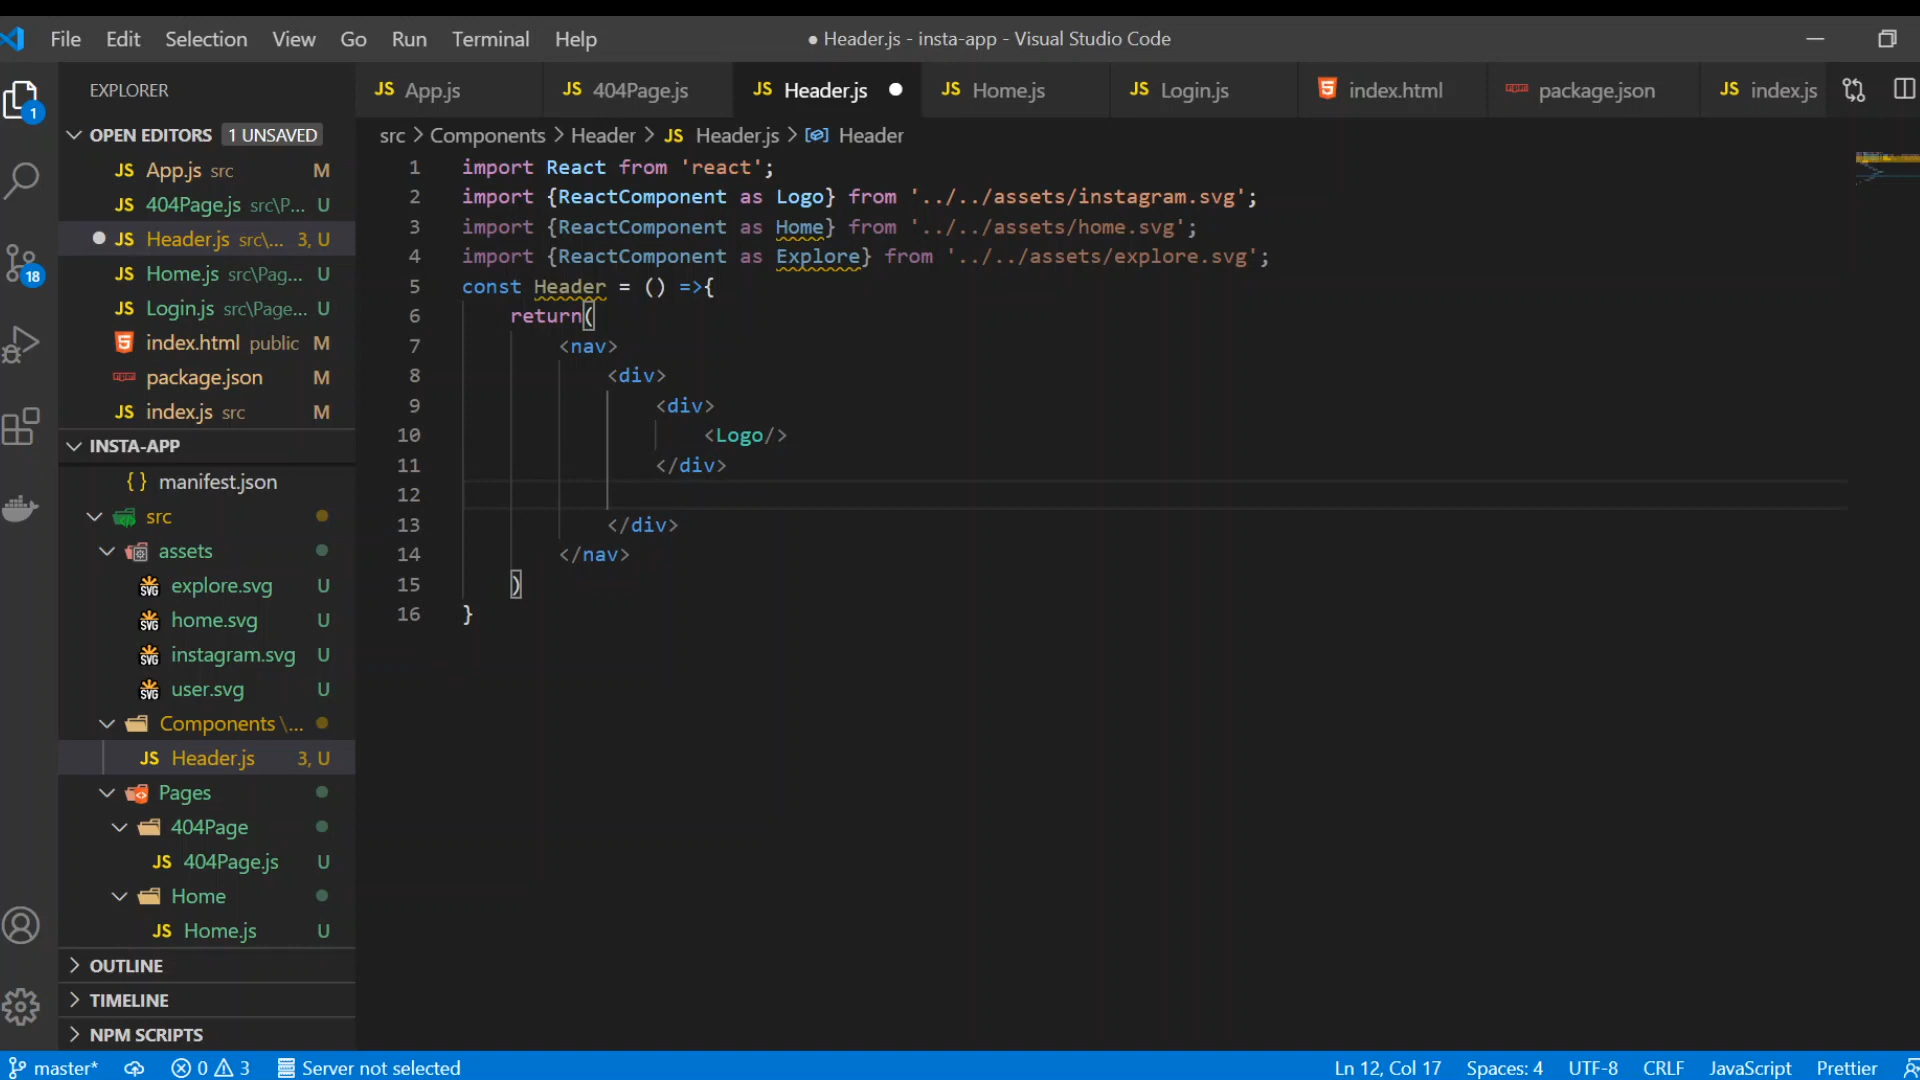 File Edit Selection View Go Run Terminal Help
● Header.js - insta-app - Visual Studio Code
EXPLORER
1
OPEN EDITORS 1 UNSAVED
JS App.js src M
JS 404Page.js src\P... U
● JS Header.js src\... 3, U
18
JS Home.js src\Pag... U
JS Login.js src\Page... U
5 index.html public M
package.json M
JS index.js src M
INSTA-APP
{} manifest.json
src
assets
SVG explore.svg U
SVG home.svg U
SVG instagram.svg U
SVG user.svg U
Components\...
JS Header.js 3, U
Pages
404Page
JS 404Page.js U
Home
JS Home.js U
OUTLINE
TIMELINE
NPM SCRIPTS
JS App.js JS 404Page.js JS Header.js ● JS Home.js JS Login.js 5 index.html package.json JS index.js
src > Components > Header > JS Header.js > Header
1 import React from 'react';
2 import {ReactComponent as Logo} from '../../assets/instagram.svg';
3 import {ReactComponent as Home} from '../../assets/home.svg';
4 import {ReactComponent as Explore} from '../../assets/explore.svg';
5 const Header = () =>{
6 return(
7 <nav>
8 <div>
9 <div>
10 <Logo/>
11 </div>
12
13 </div>
14 </nav>
15 )
16 }
master* 0 3 Server not selected Ln 12, Col 17 Spaces: 4 UTF-8 CRLF JavaScript Prettier